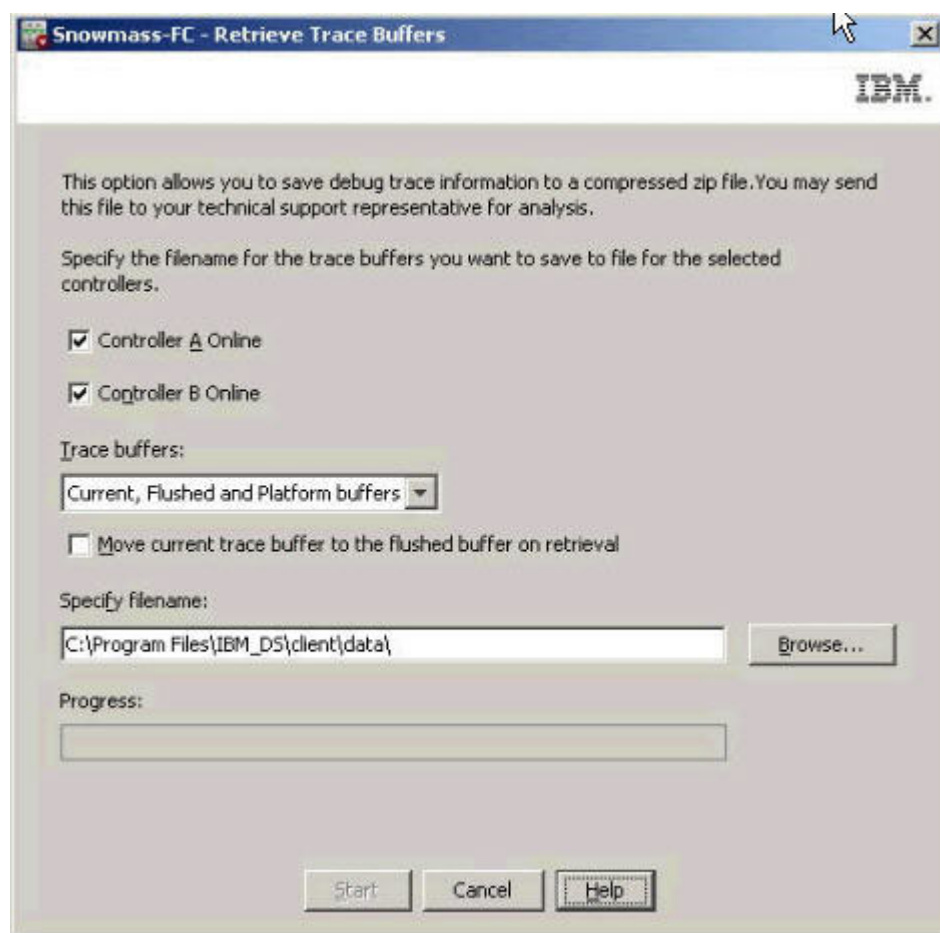 Snowmass-FC - Retrieve Trace Buffers
IBM.
This option allows you to save debug trace information to a compressed zip file.You may send
this file to your technical support representative for analysis.
Specify the filename for the trace buffers you want to save to file for the selected
controllers.
Controller A Online
Controller B Online
Trace buffers:
Current, Flushed and Platform buffers
Move current trace buffer to the flushed buffer on retrieval
Specify filename:
C:\Program Files\IBM_DS\client\data\
Browse...
Progress:
Start Cancel Help